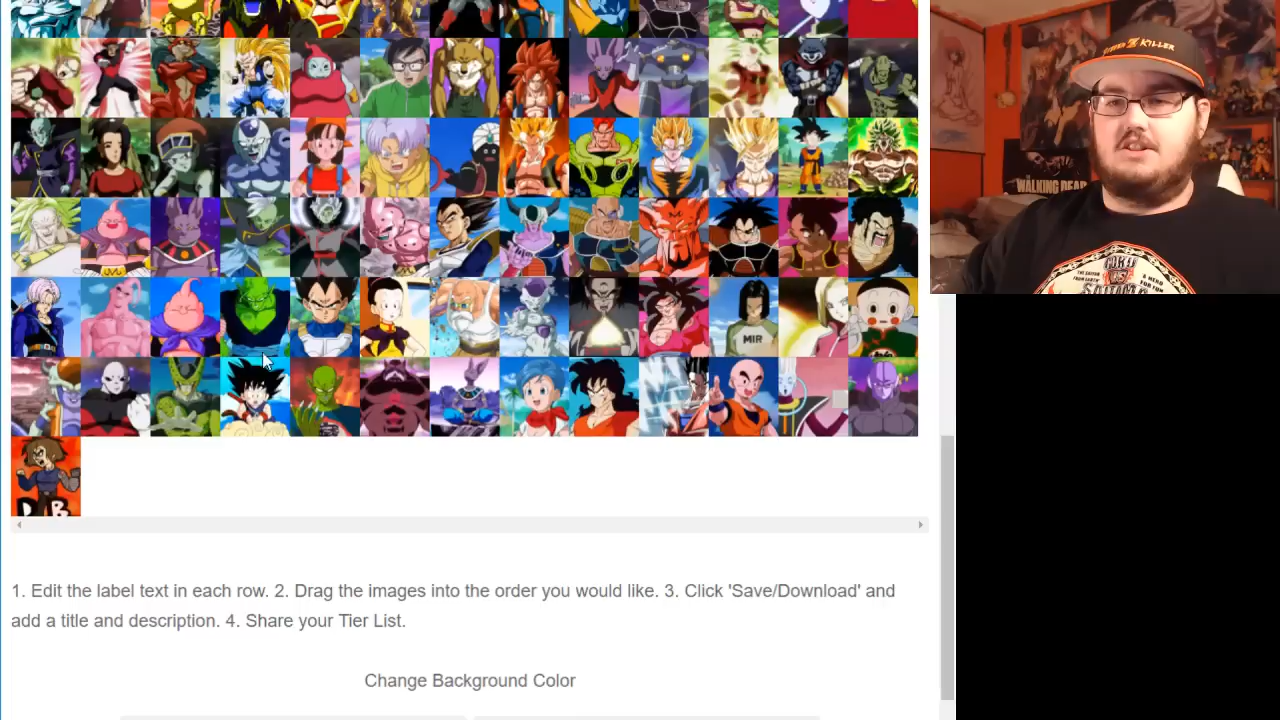 THE
WALKING DEAD
MIR
D B
1. Edit the label text in each row. 2. Drag the images into the order you would like. 3. Click 'Save/Download' and
add a title and description. 4. Share your Tier List.
Change Background Color